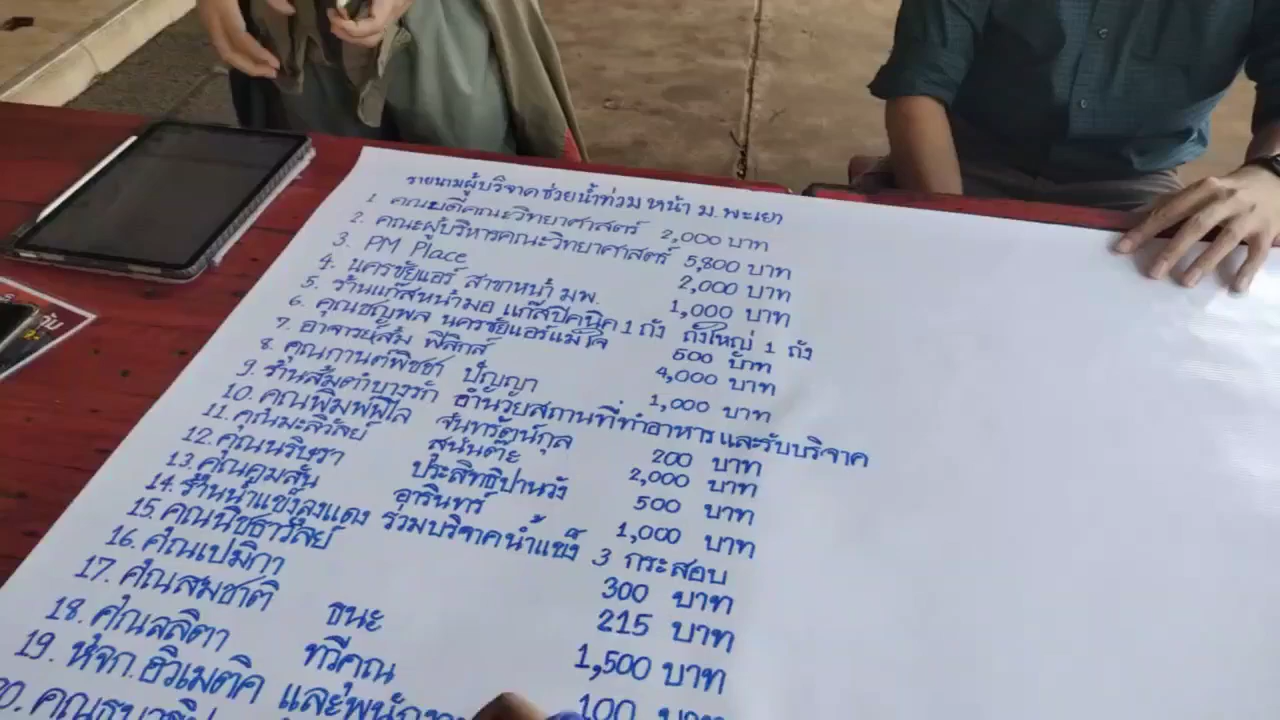 รายนามผู้บริจาคช่วยน้ำท่วม หน้า ม.พะเยา
1. คณบดีคณะวิทยาศาสตร์ 2,000 บาท
2. คณะผู้บริหารคณะวิทยาศาสตร์ 5,800 บาท
3. PM Place 2,000 บาท
4. นครชัยแอร์ สาขาหน้า มพ. 1,000 บาท
5. ร้านแก๊สหน้ามอ แก๊สปิคนิค 1 ถัง ถังใหญ่ 1 ถัง
6. คุณชญพล นครชัยแอร์แม่ใจ 500 บาท
7. อาจารย์ส้ม ฟิสิกส์ 4,000 บาท
8. คุณกานต์พิชชา ปัญญา 1,000 บาท
9. ร้านส้มตำบางรัก อำนวยสถานที่ทำอาหาร และรับบริจาค
10. คุณพิมพ์พิไล จันทรัตน์กุล 200 บาท
11. คุณมะลิวัลย์ สุนันต๊ะ 2,000 บาท
12. คุณนริษรา ประสิทธิปานวัง 500 บาท
13. คุณคมสัน อารินทร์ 1,000 บาท
14. ร้านน้ำแข็งลุงแดง ร่วมบริจาคน้ำแข็ง 3 กระสอบ
15. คุณนิชธาวัลย์ 300 บาท
16. คุณเปมิกา 215 บาท
17. คุณสมชาติ ธนะ 1,500 บาท
18. คุณลลิตา ทวีคุณ 100 บาท
19. หจก. ฮิวเมติค และพนัก